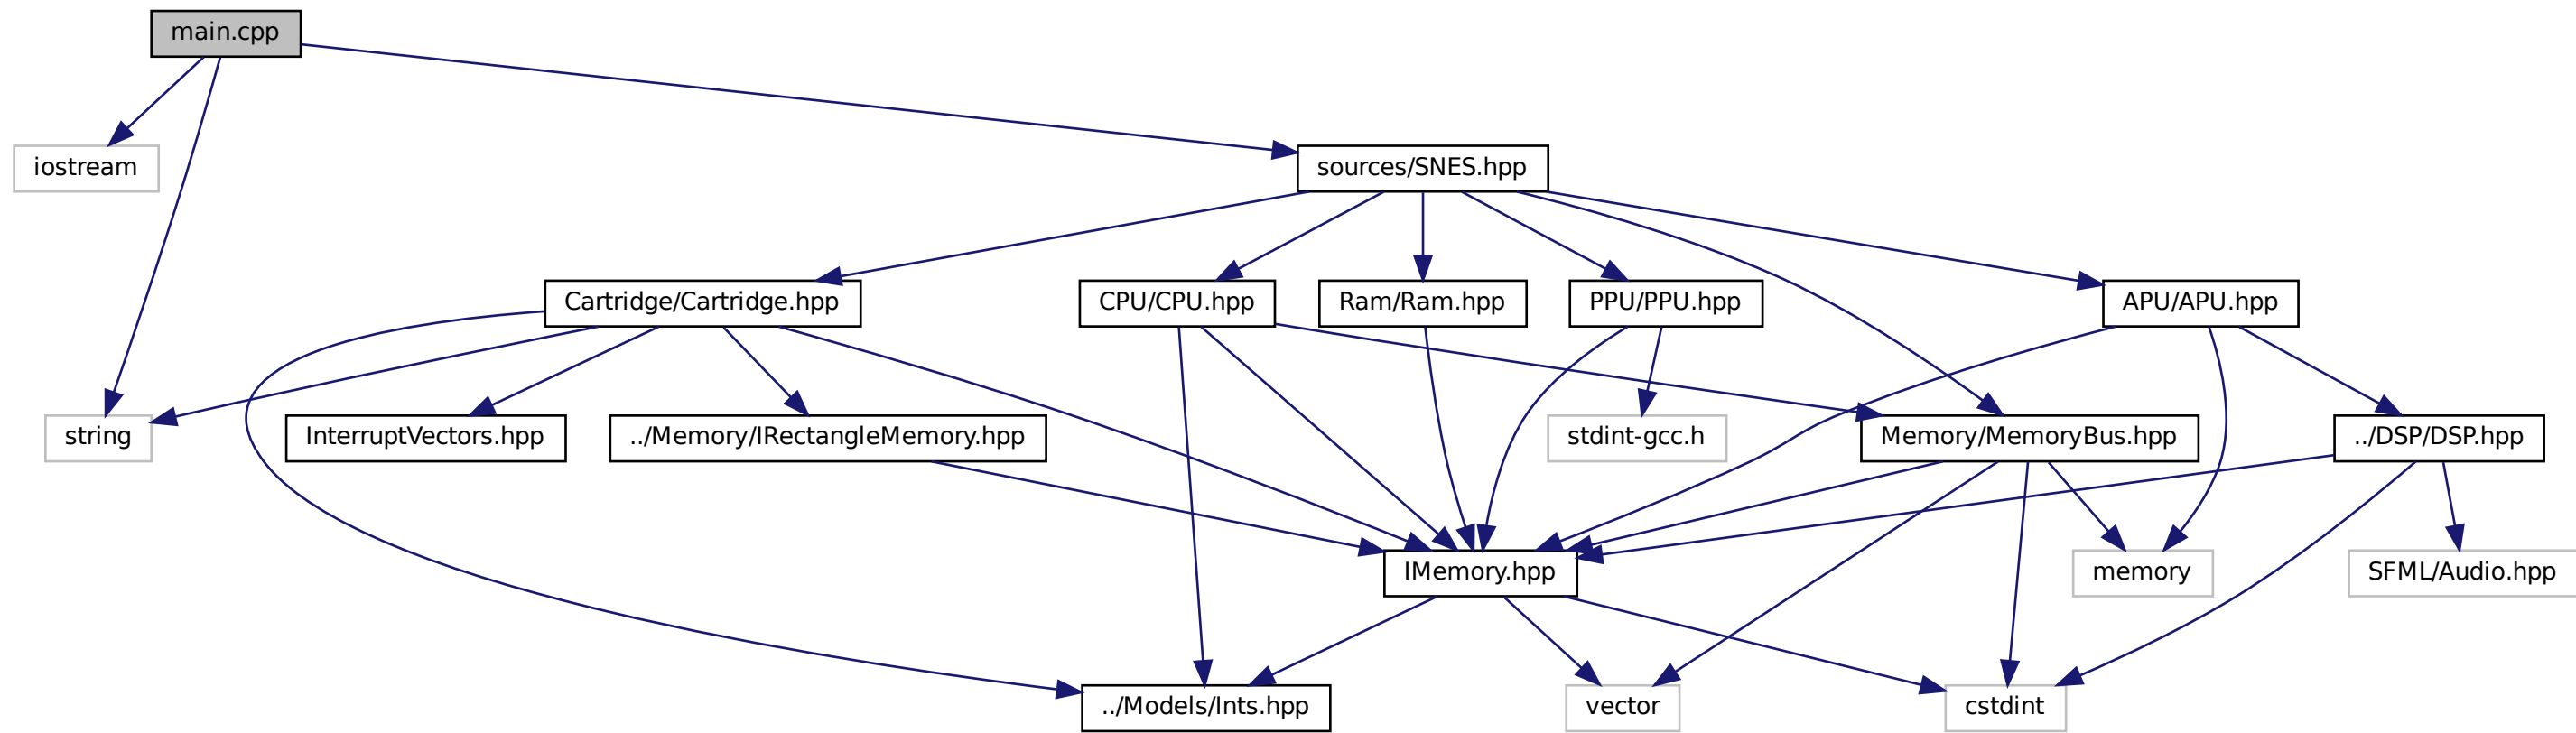 main.cpp
iostream
sources/SNES.hpp
Cartridge/Cartridge.hpp
CPU/CPU.hpp
Ram/Ram.hpp
PPU/PPU.hpp
APU/APU.hpp
string
InterruptVectors.hpp
../Memory/IRectangleMemory.hpp
stdint-gcc.h
Memory/MemoryBus.hpp
../DSP/DSP.hpp
IMemory.hpp
memory
SFML/Audio.hpp
../Models/Ints.hpp
vector
cstdint